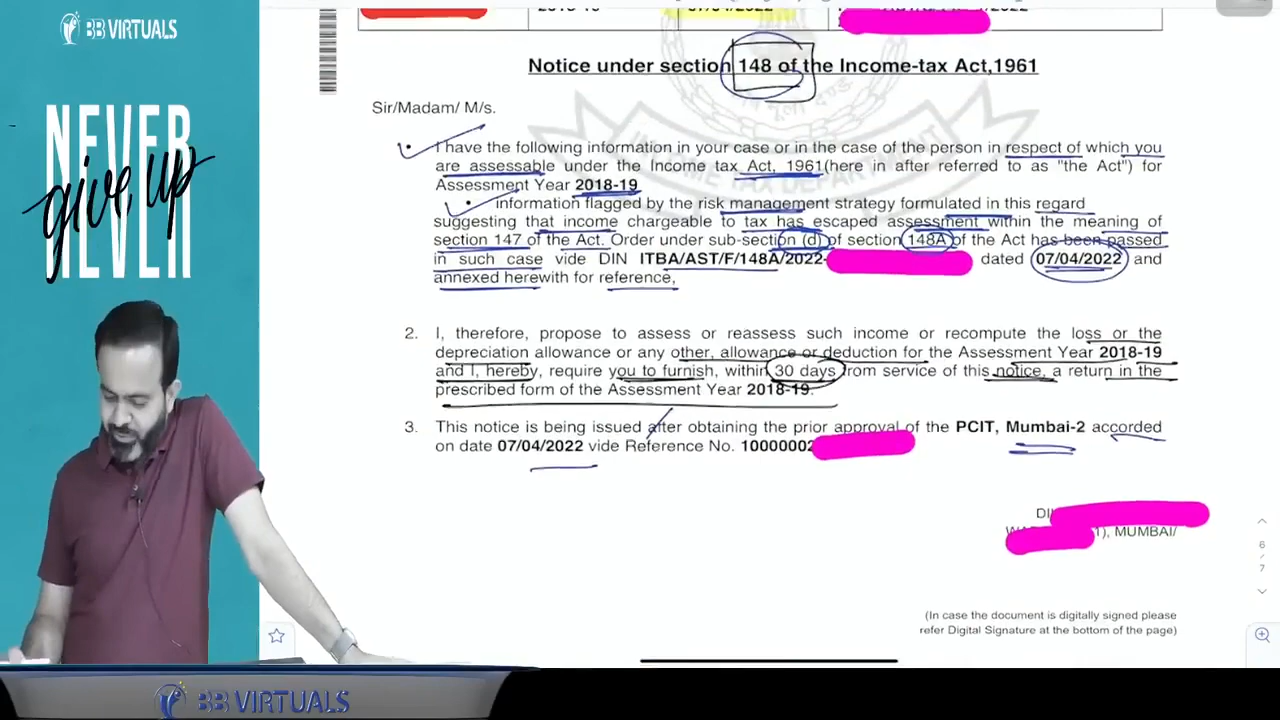 BB VIRTUALS
NEVER
give up
NEVER
2018-19
07/04/2022
Notice under section 148 of the Income-tax Act,1961
Sir/Madam/ M/s.
• I have the following information in your case or in the case of the person in respect of which you
are assessable under the Income tax Act, 1961(here in after referred to as "the Act") for
Assessment Year 2018-19
• information flagged by the risk management strategy formulated in this regard
suggesting that income chargeable to tax has escaped assessment within the meaning of
section 147 of the Act. Order under sub-section (d) of section 148A of the Act has been passed
in such case vide DIN ITBA/AST/F/148A/2022- dated 07/04/2022 and
annexed herewith for reference,
2. I, therefore, propose to assess or reassess such income or recompute the loss or the
depreciation allowance or any other, allowance or deduction for the Assessment Year 2018-19
and I, hereby, require you to furnish, within 30 days from service of this notice, a return in the
prescribed form of the Assessment Year 2018-19.
3. This notice is being issued after obtaining the prior approval of the PCIT, Mumbai-2 accorded
on date 07/04/2022 vide Reference No. 10000002
1), MUMBAI/
(In case the document is digitally signed please
refer Digital Signature at the bottom of the page)
6
/
7
INCOME TAX DEPARTMENT
BB VIRTUALS